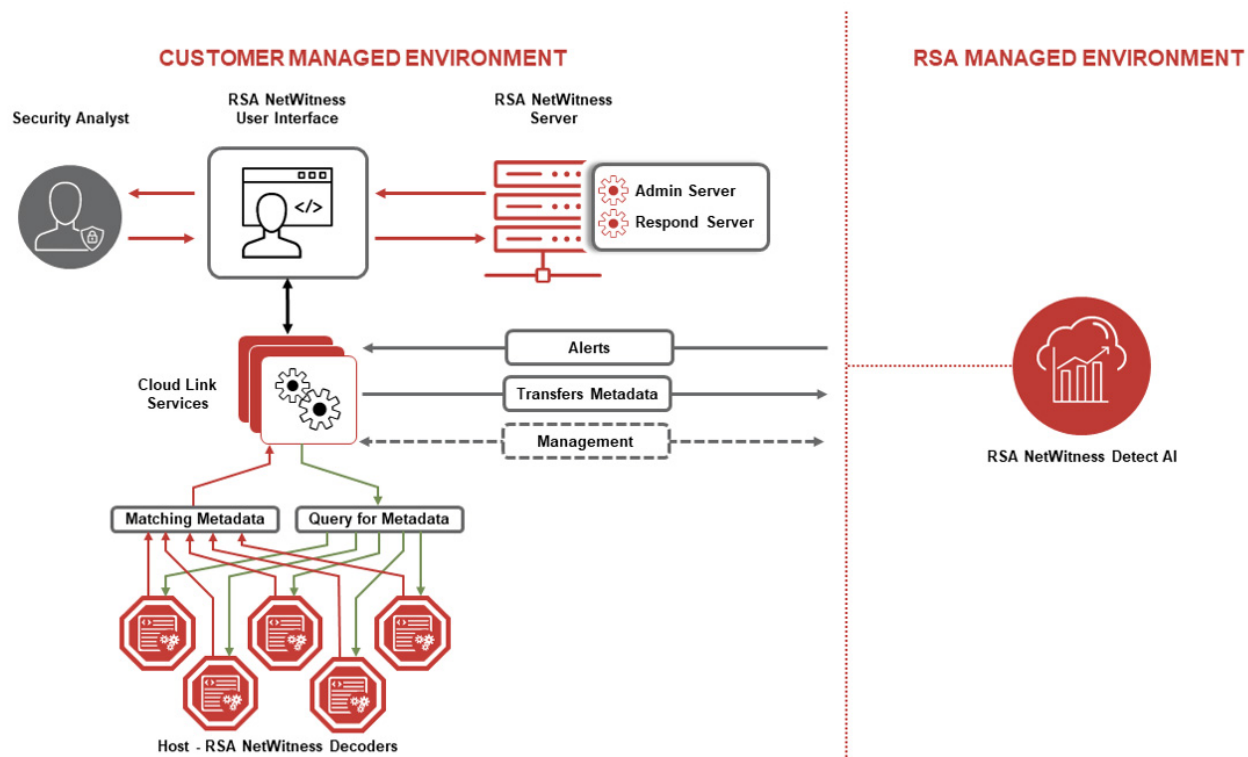 CUSTOMER MANAGED ENVIRONMENT
RSA MANAGED ENVIRONMENT
Security Analyst
RSA NetWitness
User Interface
RSA NetWitness
Server
</>
Admin Server
Respond Server
Cloud Link
Services
Alerts
Transfers Metadata
Management
RSA NetWitness Detect AI
Matching Metadata
Query for Metadata
Host - RSA NetWitness Decoders